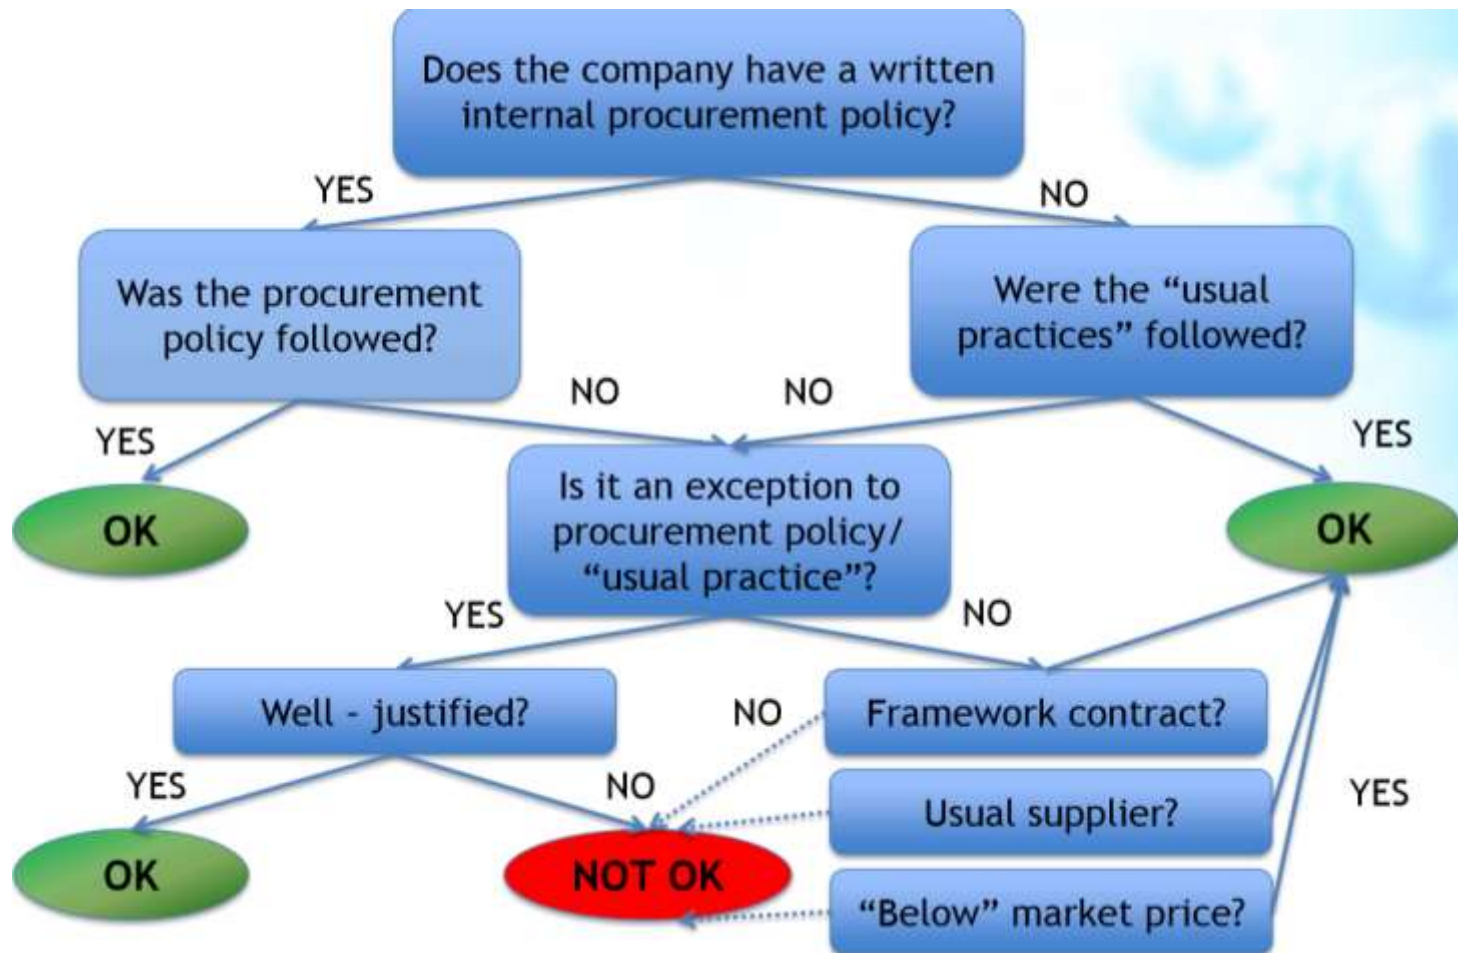 Does the company have a written
internal procurement policy?
YES
NO
Was the procurement
policy followed?
Were the “usual
practices” followed?
NO
NO
YES
YES
OK
Is it an exception to
procurement policy/
“usual practice”?
OK
YES
NO
Well - justified?
NO
Framework contract?
YES
NO
Usual supplier?
YES
OK
NOT OK
“Below” market price?